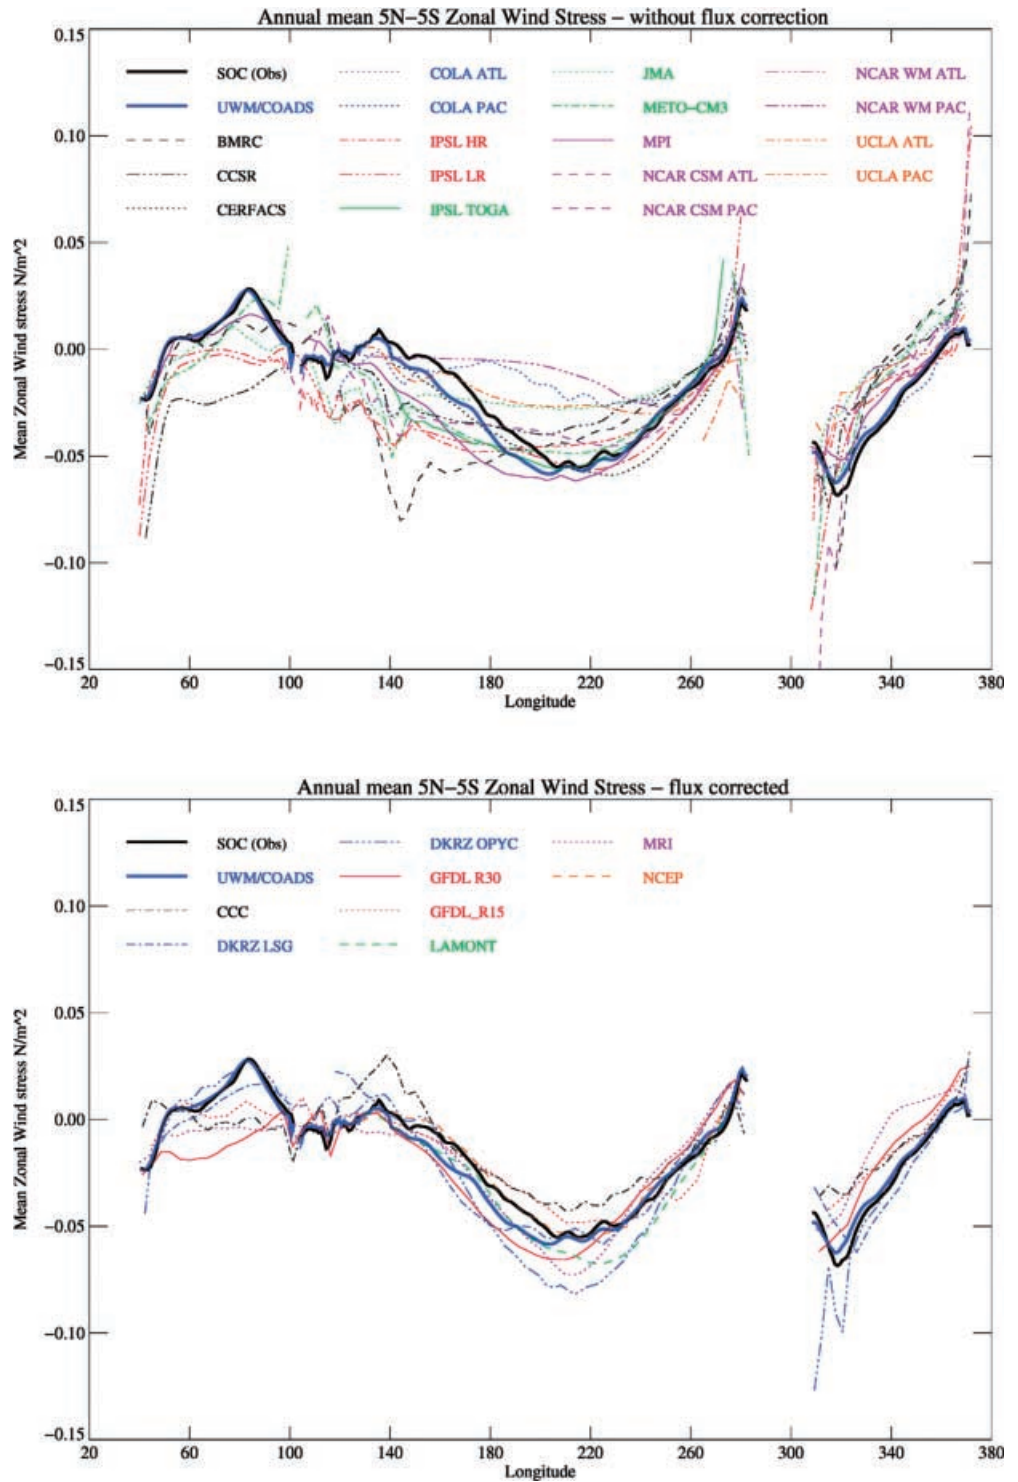 Annual mean 5N−5S Zonal Wind Stress − without flux correction
0.15
0.10
0.05
0.00
−0.05
−0.10
−0.15
Mean Zonal Wind stress N/m^2
SOC (Obs)
UWM/COADS
BMRC
CCSR
CERFACS
COLA ATL
COLA PAC
IPSL HR
IPSL LR
IPSL TOGA
JMA
METO−CM3
MPI
NCAR CSM ATL
NCAR CSM PAC
NCAR WM ATL
NCAR WM PAC
UCLA ATL
UCLA PAC
20 60 100 140 180 220 260 300 340 380
Longitude
Annual mean 5N−5S Zonal Wind Stress − flux corrected
0.15
0.10
0.05
0.00
−0.05
−0.10
−0.15
Mean Zonal Wind stress N/m^2
SOC (Obs)
UWM/COADS
CCC
DKRZ LSG
DKRZ OPYC
GFDL R30
GFDL_R15
LAMONT
MRI
NCEP
20 60 100 140 180 220 260 300 340 380
Longitude